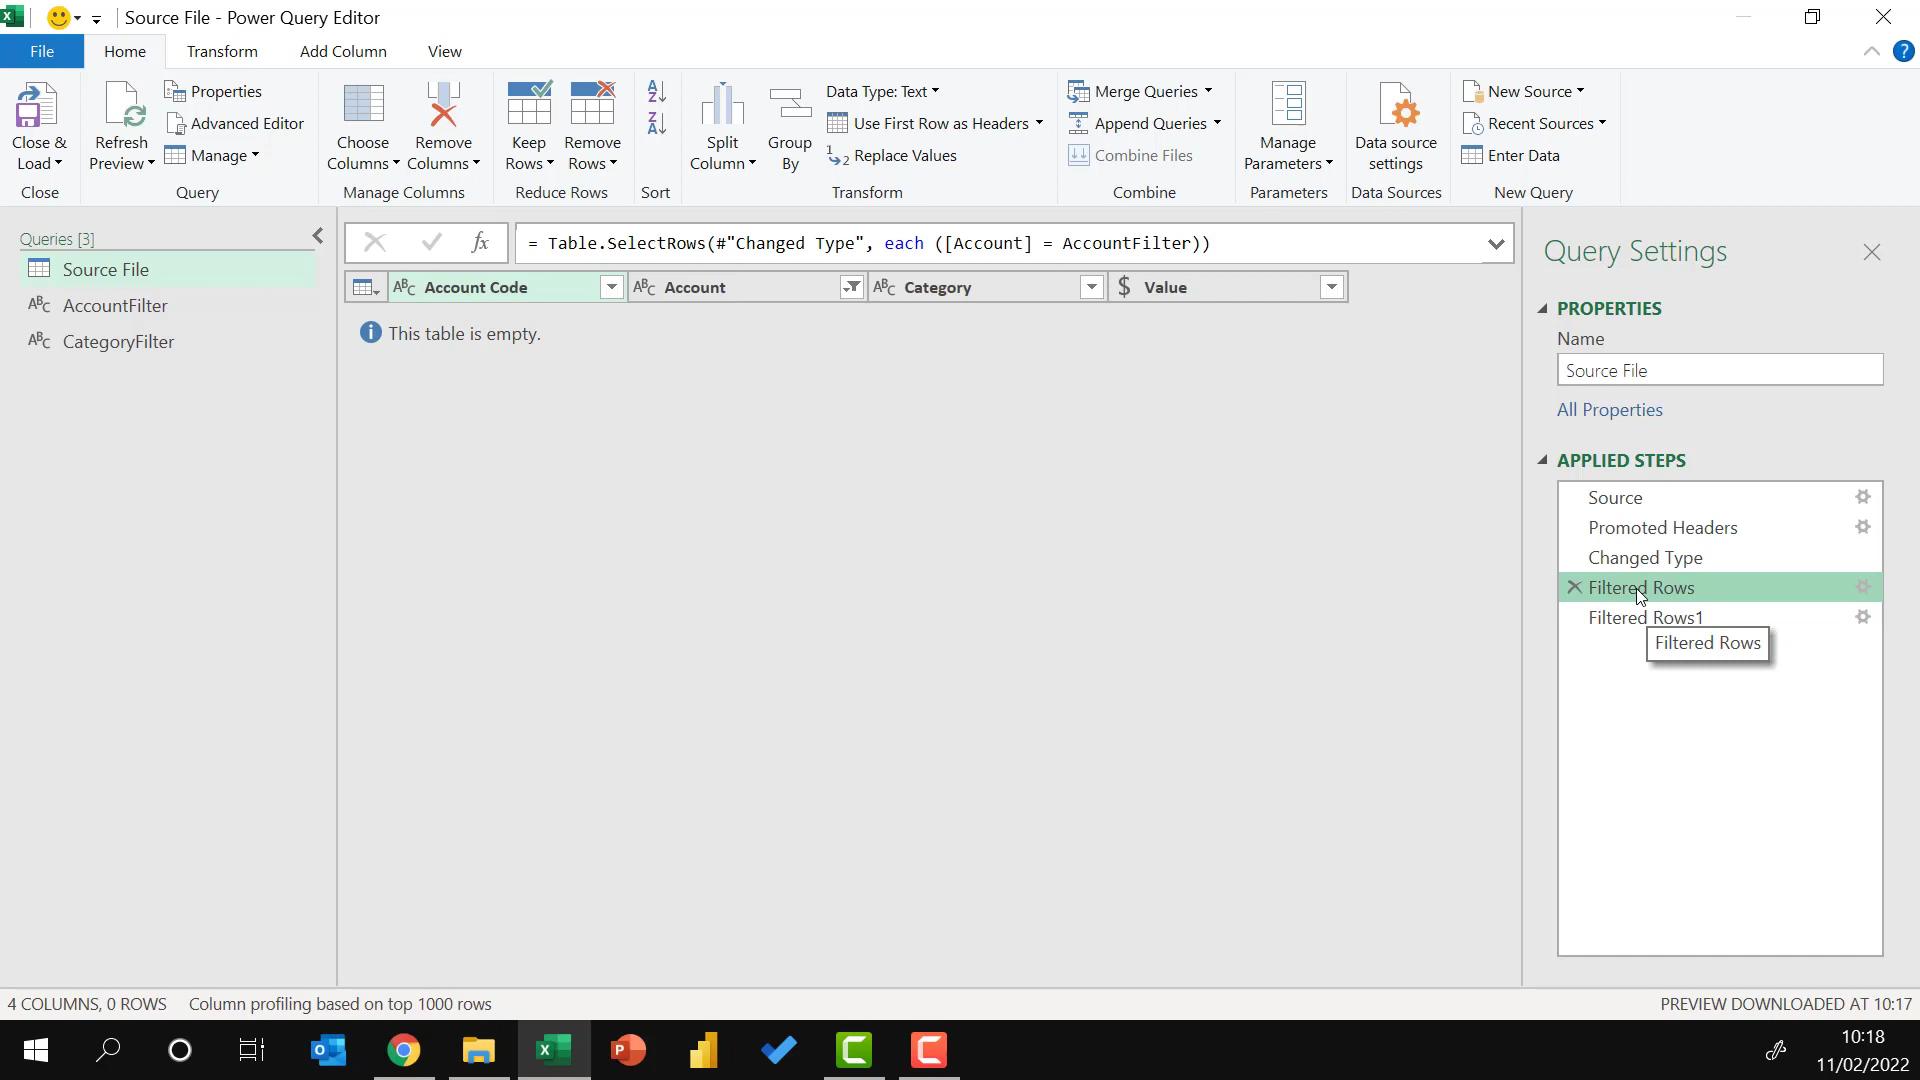 Source File - Power Query Editor
File
Home
Transform
Add Column
View
?
Close &
Load
Close
Refresh
Preview
Properties
Advanced Editor
Manage
Query
Choose
Columns
Remove
Columns
Manage Columns
Keep
Rows
Remove
Rows
Reduce Rows
Sort
Split
Column
Group
By
Data Type: Text
Use First Row as Headers
Replace Values
Transform
Merge Queries
Append Queries
Combine Files
Combine
Manage
Parameters
Parameters
Data source
settings
Data Sources
New Source
Recent Sources
Enter Data
New Query
Queries [3]
Source File
ABC AccountFilter
ABC CategoryFilter
fx
= Table.SelectRows(#"Changed Type", each ([Account] = AccountFilter))
ABC Account Code
ABC Account
ABC Category
$ Value
This table is empty.
Query Settings
PROPERTIES
Name
Source File
All Properties
APPLIED STEPS
Source
Promoted Headers
Changed Type
Filtered Rows
Filtered Rows1
Filtered Rows
4 COLUMNS, 0 ROWS
Column profiling based on top 1000 rows
PREVIEW DOWNLOADED AT 10:17
10:18
11/02/2022